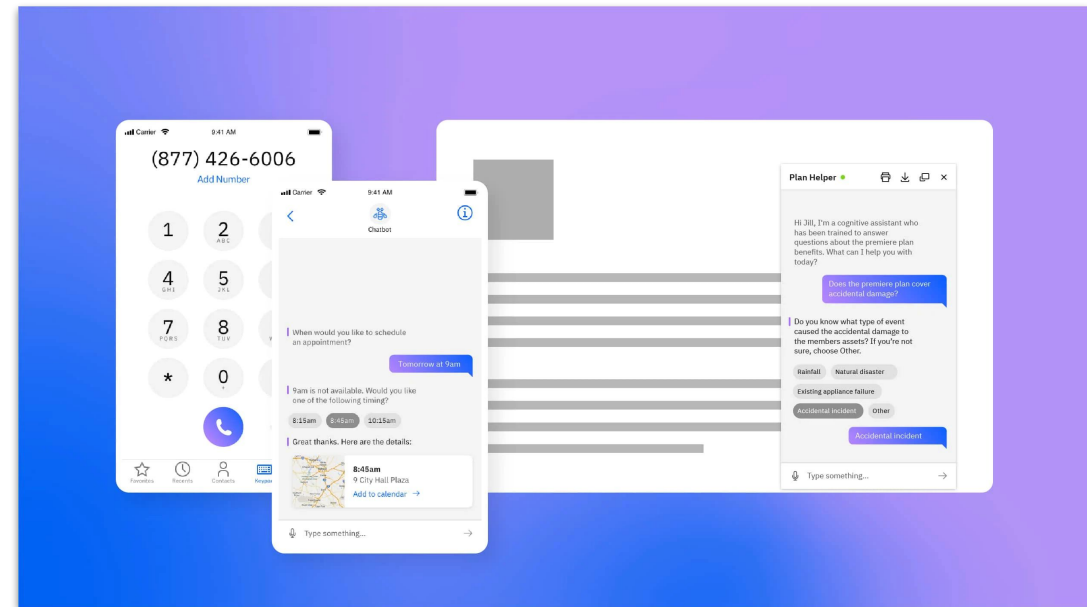 Carrier
9:41 AM
(877) 426-6006
Add Number
1
2
ABC
4
GHI
5
JKL
7
PQRS
8
TUV
*
0
Favorites
Recents
Contacts
9:41 AM
Chatbot
When would you like to schedule
an appointment?
Tomorrow at 9am
9am is not available. Would you like
one of the following timing?
8:15am
8:45am
10:15am
Great thanks. Here are the details:
8:45am
9 City Hall Plaza
Add to calendar →
Type something...
Plan Helper
Hi Jill, I'm a cognitive assistant who
has been trained to answer
questions about the premiere plan
benefits. What can I help you with
today?
Does the premiere plan cover
accidental damage?
Do you know what type of event
caused the accidental damage to
the members assets? If you're not
sure, choose Other.
Rainfall
Natural disaster
Existing appliance failure
Accidental incident
Other
Accidental incident
Type something...